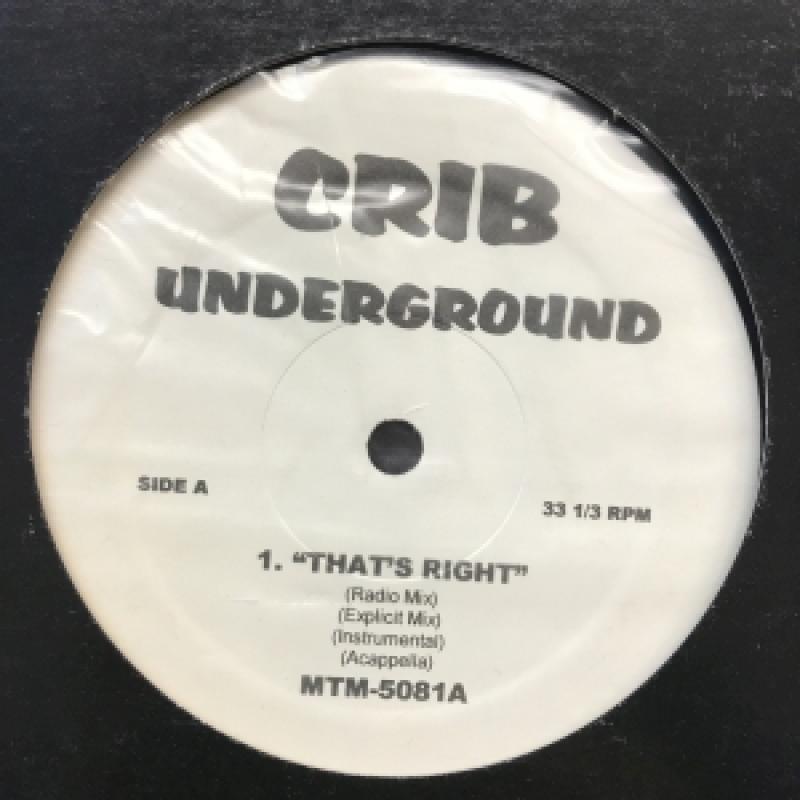 CRIB
UNDERGROUND
SIDE A
33 1/3 RPM
1. “THAT’S RIGHT”
(Radio Mix)
(Explicit Mix)
(Instrumental)
(Acappella)
MTM-5081A